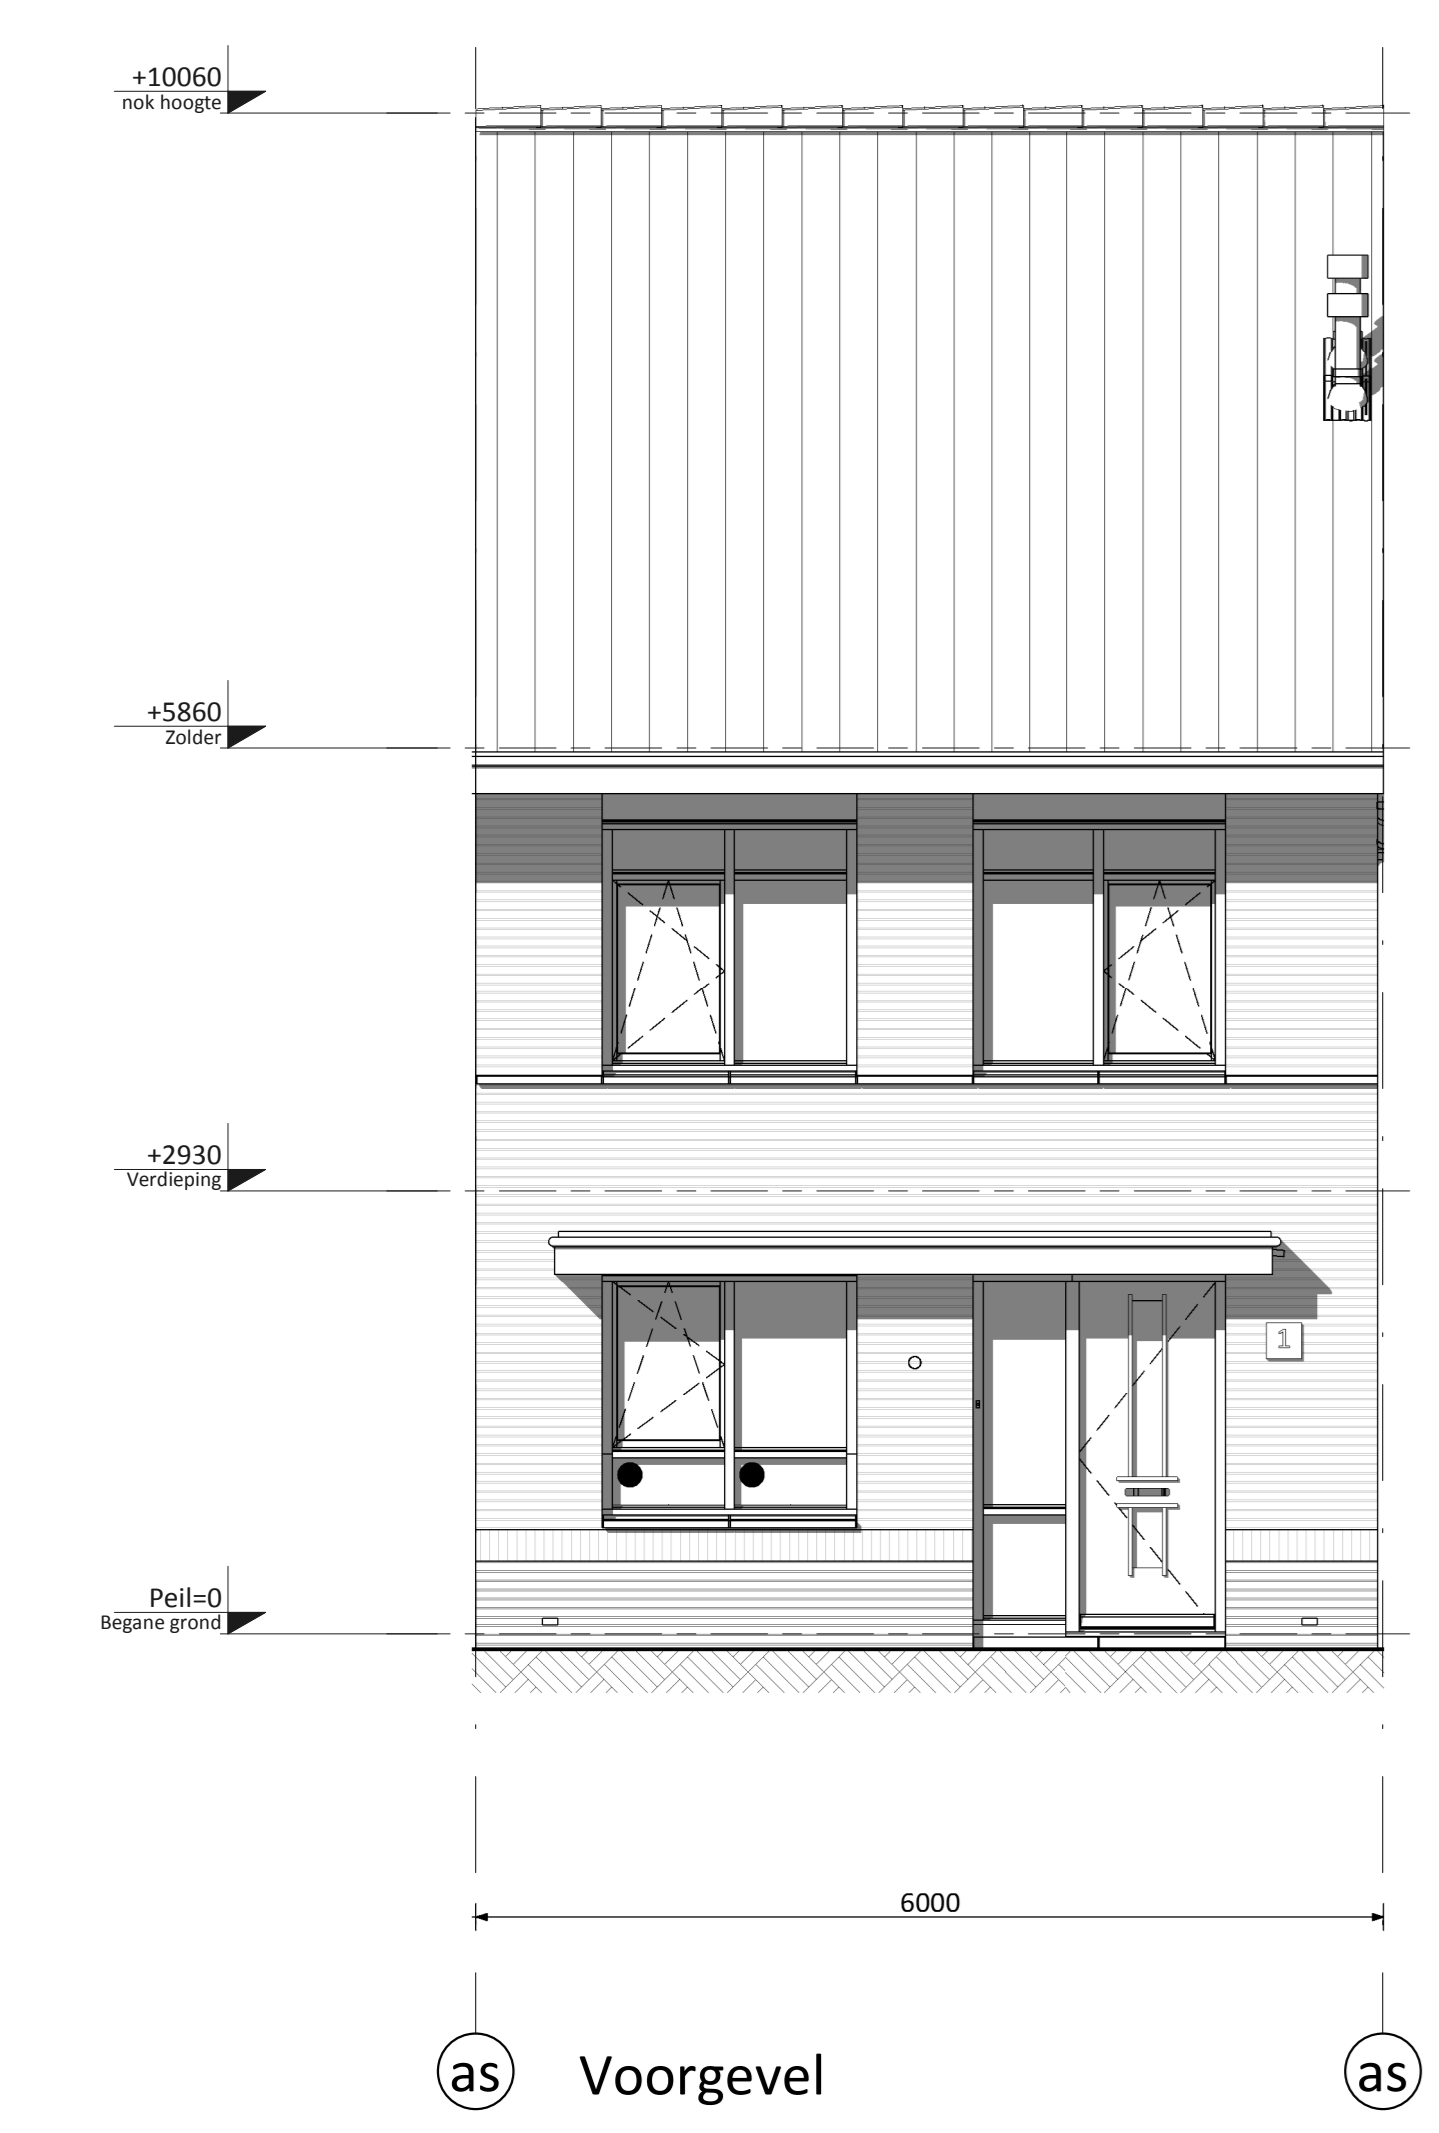 +10060
nok hoogte
+5860
Zolder
+2930
Verdieping
1
Peil=0
Begane grond
6000
as
Voorgevel
as